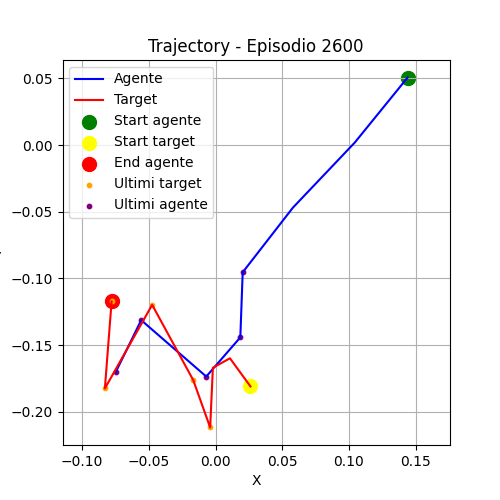 Trajectory - Episodio 2600
Agente
Target
Start agente
Start target
End agente
Ultimi target
Ultimi agente
0.05
0.00
−0.05
−0.10
−0.15
−0.20
−0.10
−0.05
0.00
0.05
0.10
0.15
X